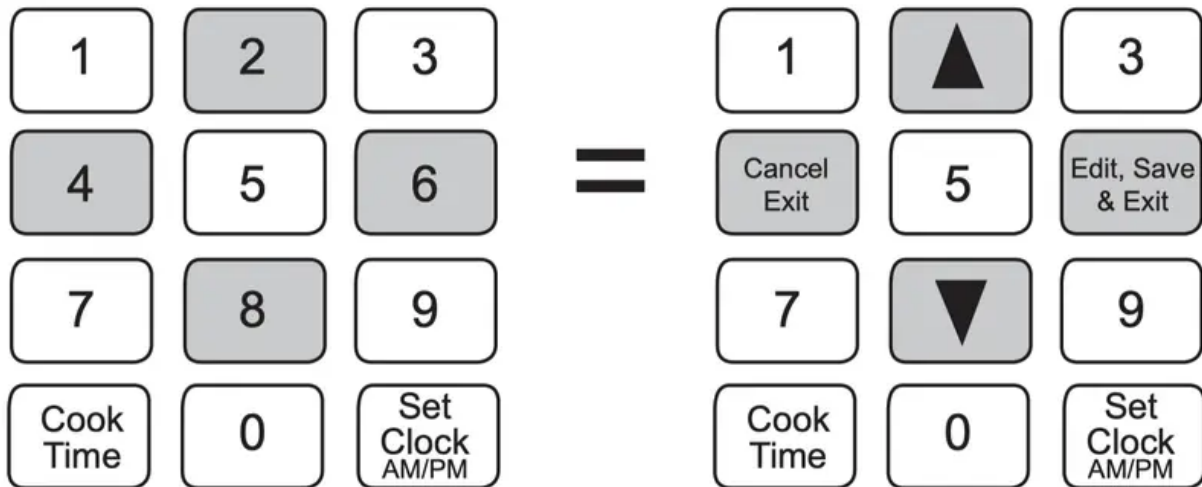 1 2 3
4 5 6
7 8 9
Cook
Time
0
Set
Clock
AM/PM
=
1 ▲ 3
Cancel
Exit
5
Edit, Save
& Exit
7 ▼ 9
Cook
Time
0
Set
Clock
AM/PM